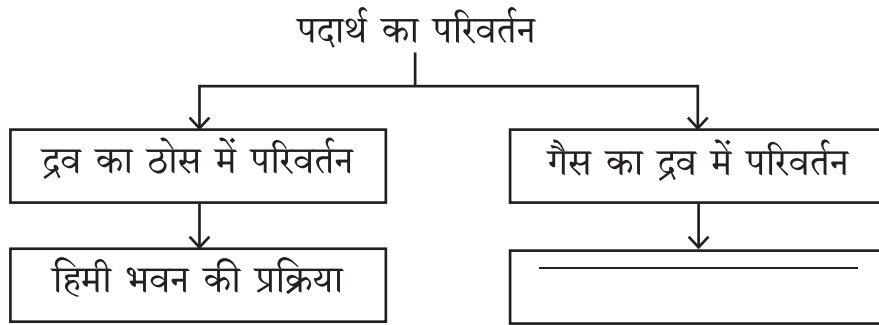 पदार्थ का परिवर्तन
द्रव का ठोस में परिवर्तन
गैस का द्रव में परिवर्तन
हिमी भवन की प्रक्रिया